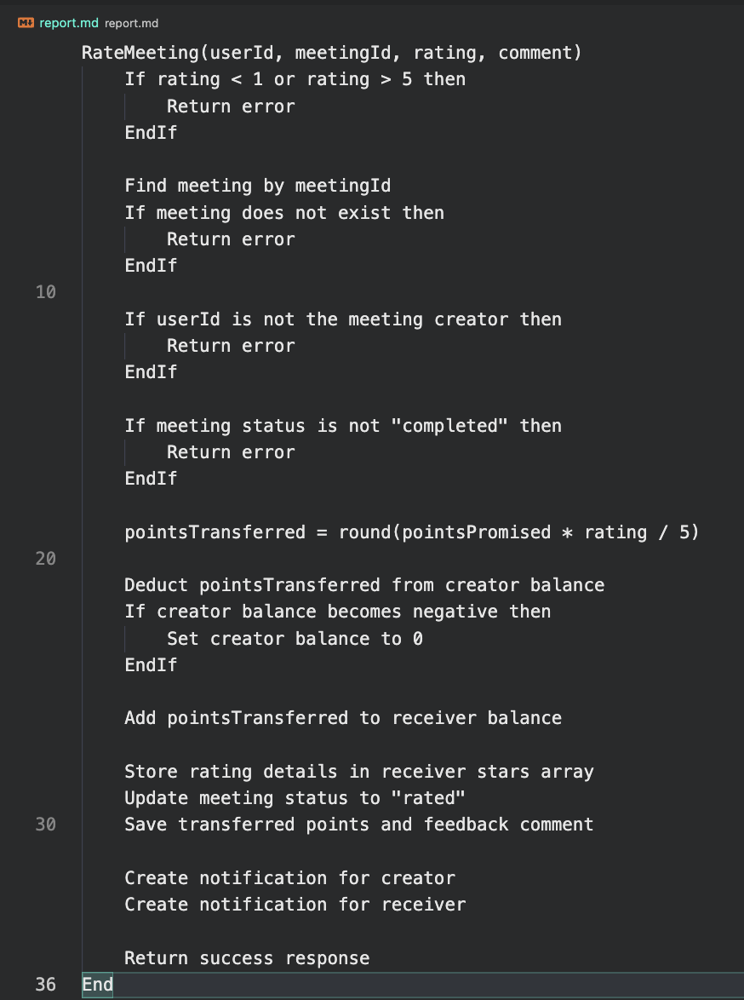 report.md report.md
RateMeeting(userId, meetingId, rating, comment)
If rating < 1 or rating > 5 then
Return error
EndIf
Find meeting by meetingId
If meeting does not exist then
Return error
EndIf
10
If userId is not the meeting creator then
Return error
EndIf
If meeting status is not "completed" then
Return error
EndIf
pointsTransferred = round(pointsPromised * rating / 5)
20
Deduct pointsTransferred from creator balance
If creator balance becomes negative then
Set creator balance to 0
EndIf
Add pointsTransferred to receiver balance
Store rating details in receiver stars array
Update meeting status to "rated"
30 Save transferred points and feedback comment
Create notification for creator
Create notification for receiver
Return success response
36 End